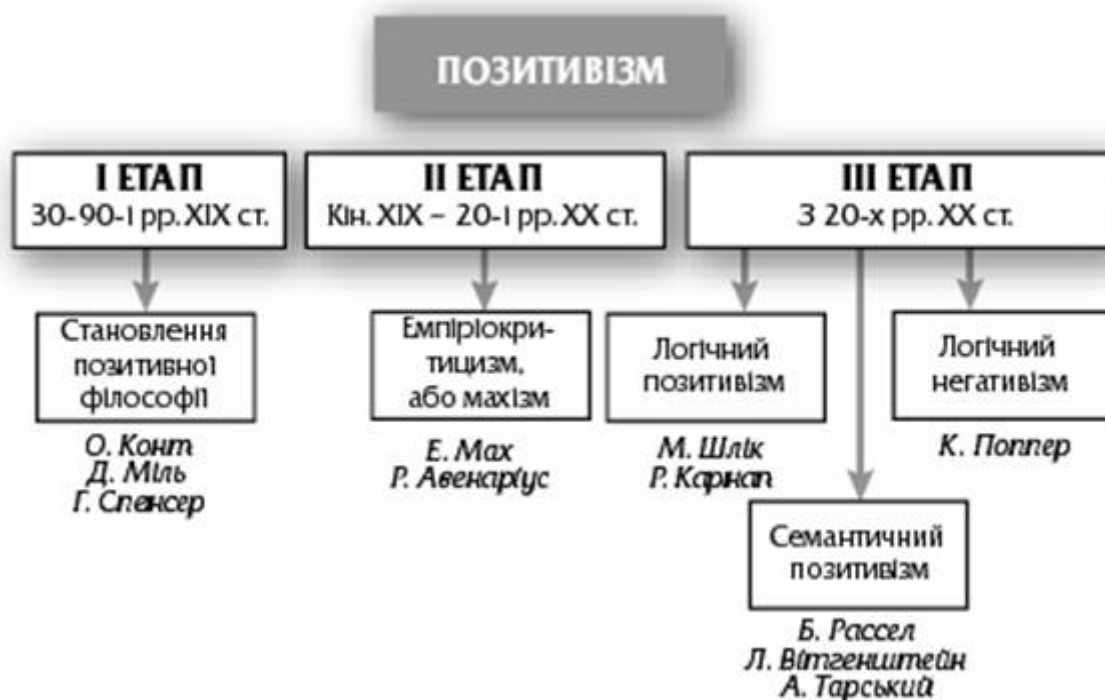 ПОЗИТИВІЗМ
І ЕТАП
30-90-і рр. ХІХ ст.
ІІ ЕТАП
Кін. ХІХ – 20-і рр. ХХ ст.
ІІІ ЕТАП
З 20-х рр. ХХ ст.
Становлення
позитивної
філософії
О. Конт
Д. Міль
Г. Спенсер
Емпіріокри-
тицизм,
або махізм
Е. Мах
Р. Авенаріус
Логічний
позитивізм
М. Шлік
Р. Карнап
Семантичний
позитивізм
Б. Рассел
Л. Вітгенштейн
А. Тарський
Логічний
негативізм
К. Поппер